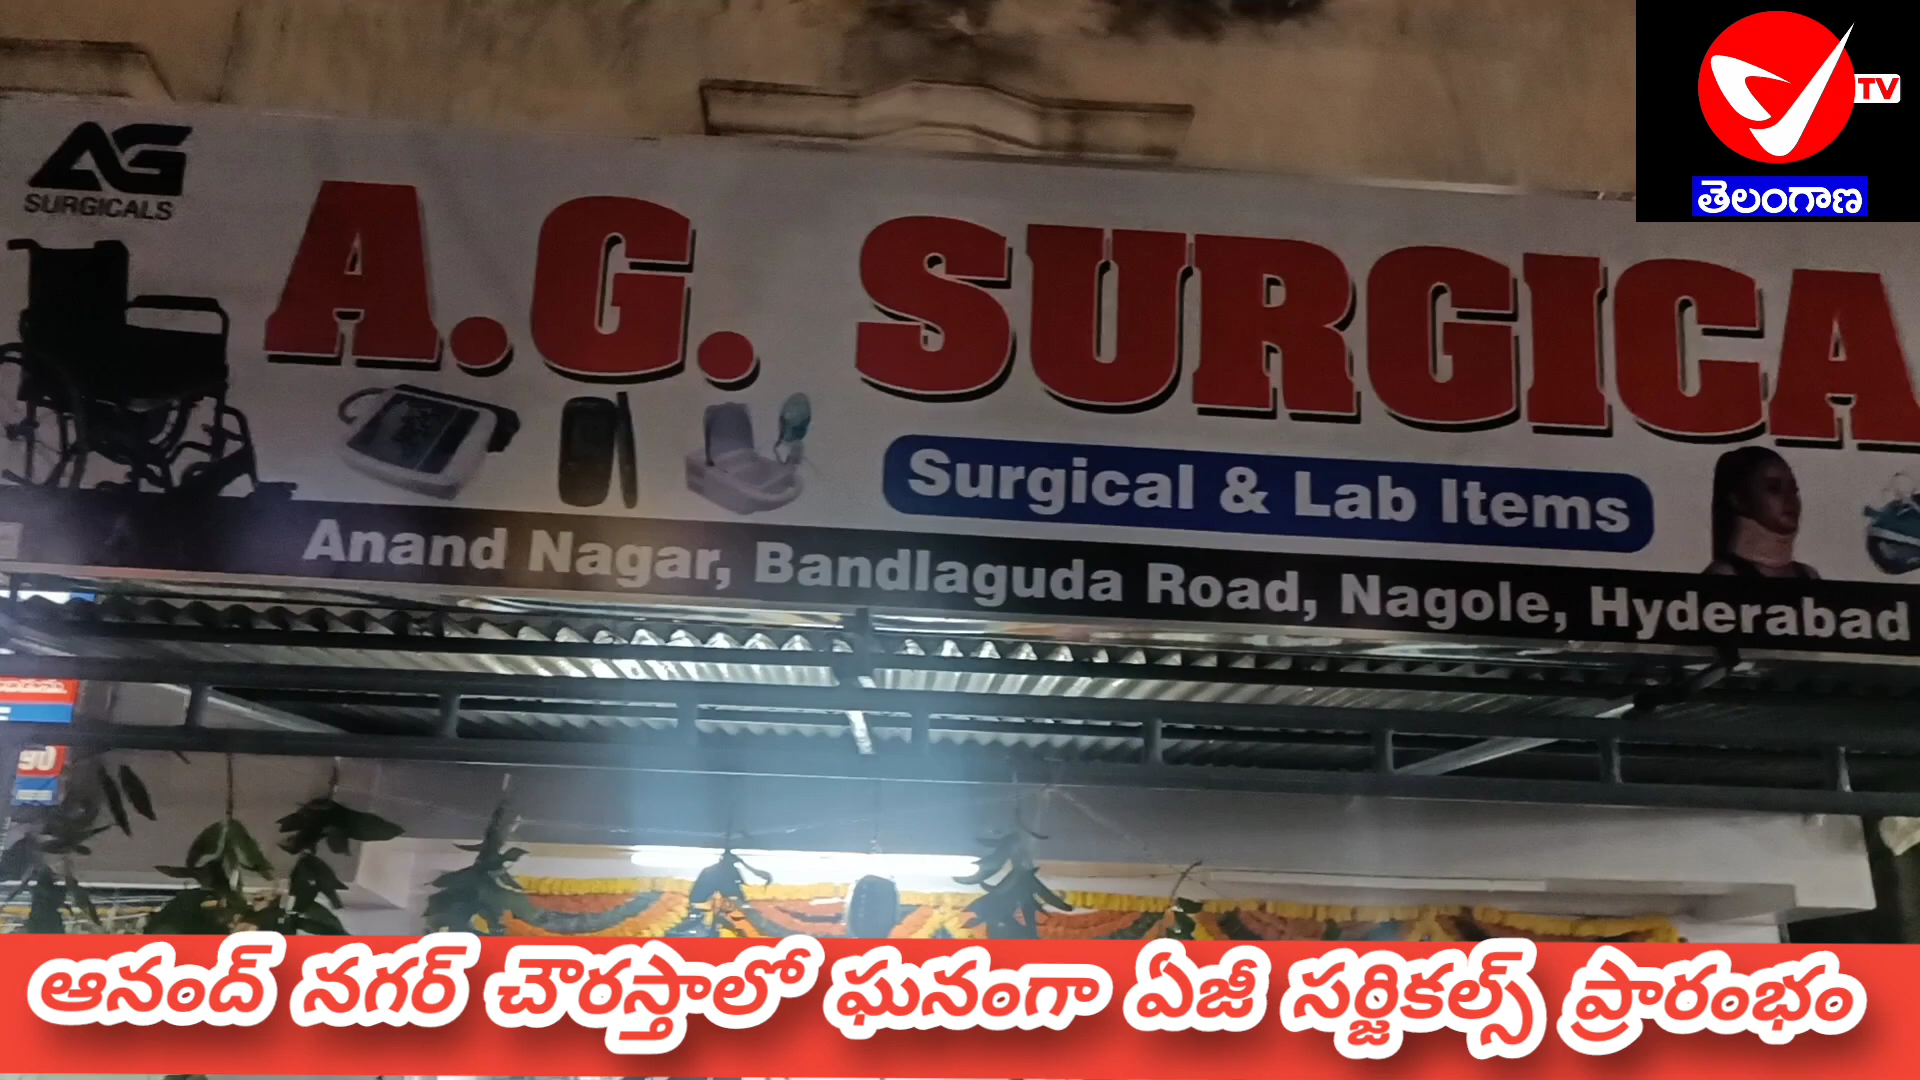 TV
తెలంగాణ
AG
SURGICALS
A.G. SURGICA
Surgical & Lab Items
Anand Nagar, Bandlaguda Road, Nagole, Hyderabad
90
ఆనంద్ నగర్ చౌరస్తాలో ఘనంగా ఏజీ సర్జికల్స్ ప్రారంభం